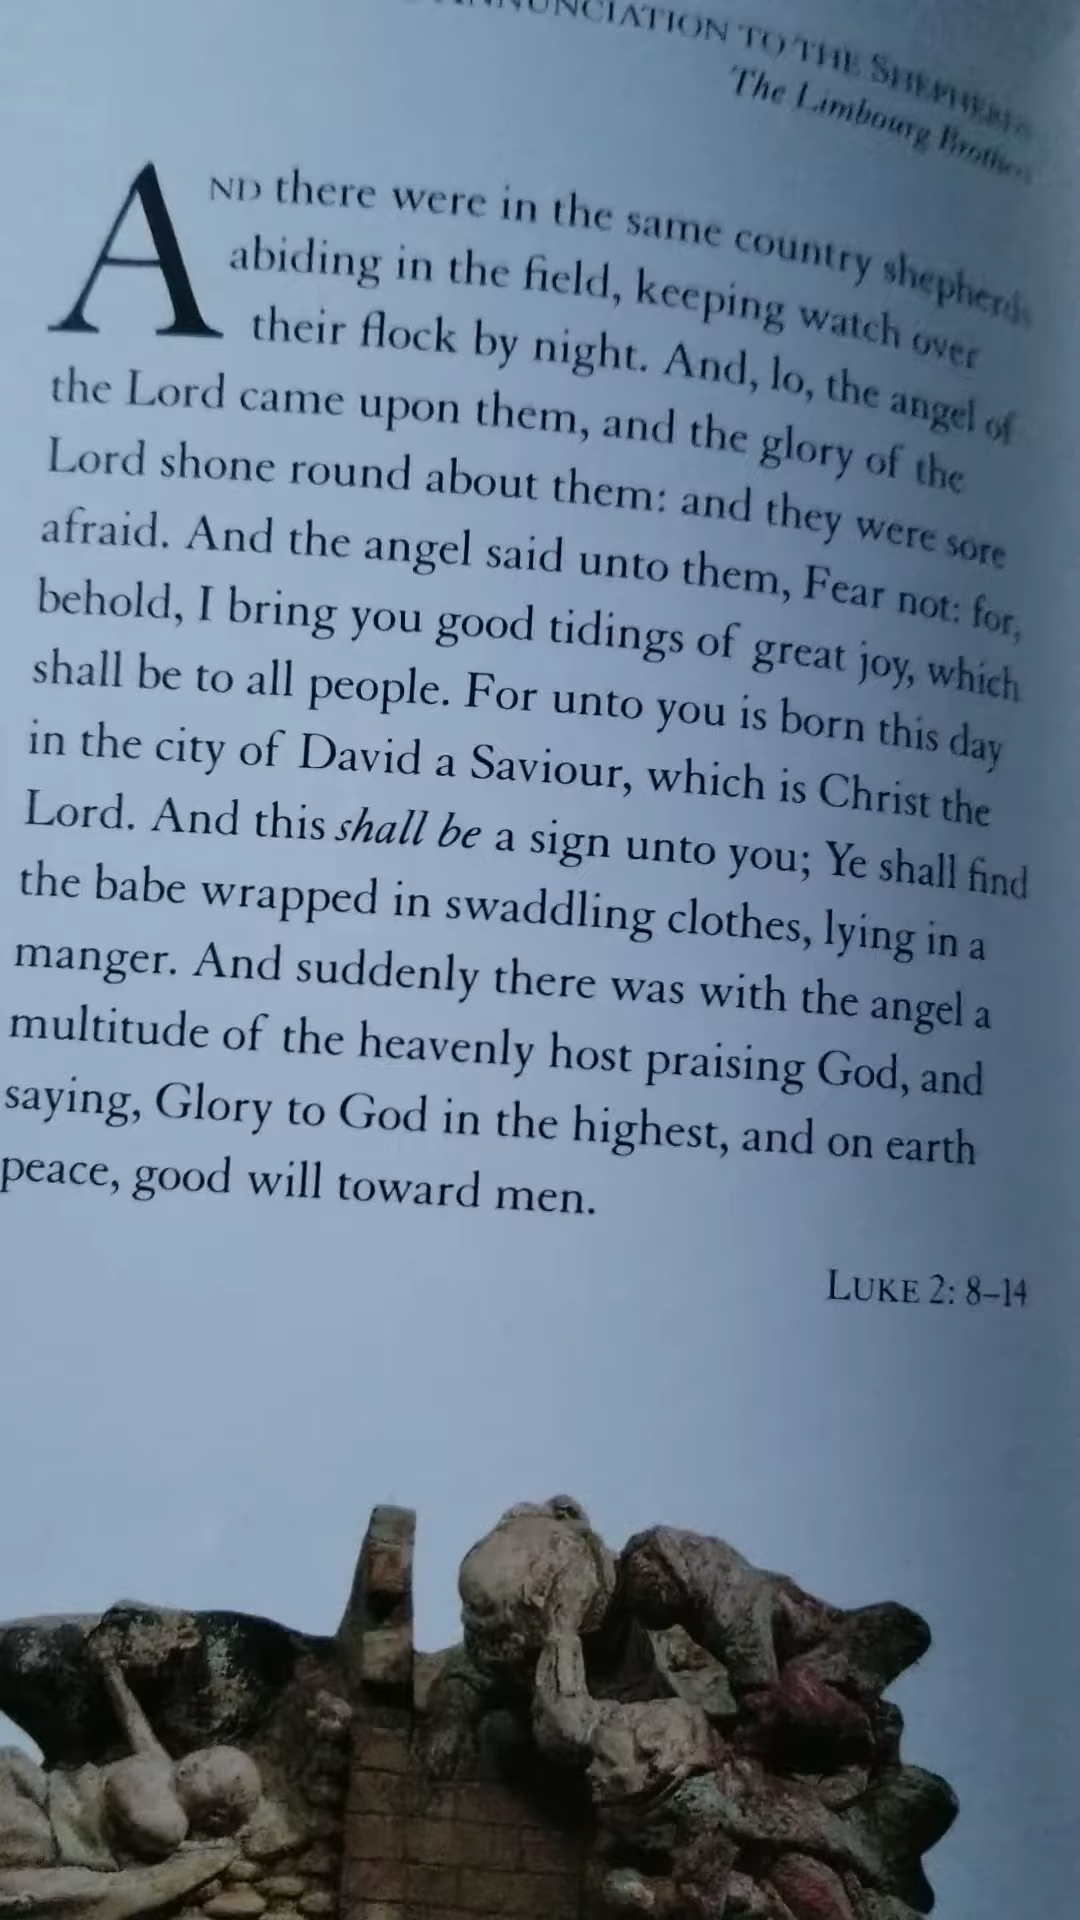 ANNUNCIATION TO THE SHEPHERDS
The Limbourg Brothers
AND there were in the same country shepherds
abiding in the field, keeping watch over
their flock by night. And, lo, the angel of
the Lord came upon them, and the glory of the
Lord shone round about them: and they were sore
afraid. And the angel said unto them, Fear not: for,
behold, I bring you good tidings of great joy, which
shall be to all people. For unto you is born this day
in the city of David a Saviour, which is Christ the
Lord. And this shall be a sign unto you; Ye shall find
the babe wrapped in swaddling clothes, lying in a
manger. And suddenly there was with the angel a
multitude of the heavenly host praising God, and
saying, Glory to God in the highest, and on earth
peace, good will toward men.
LUKE 2: 8–14